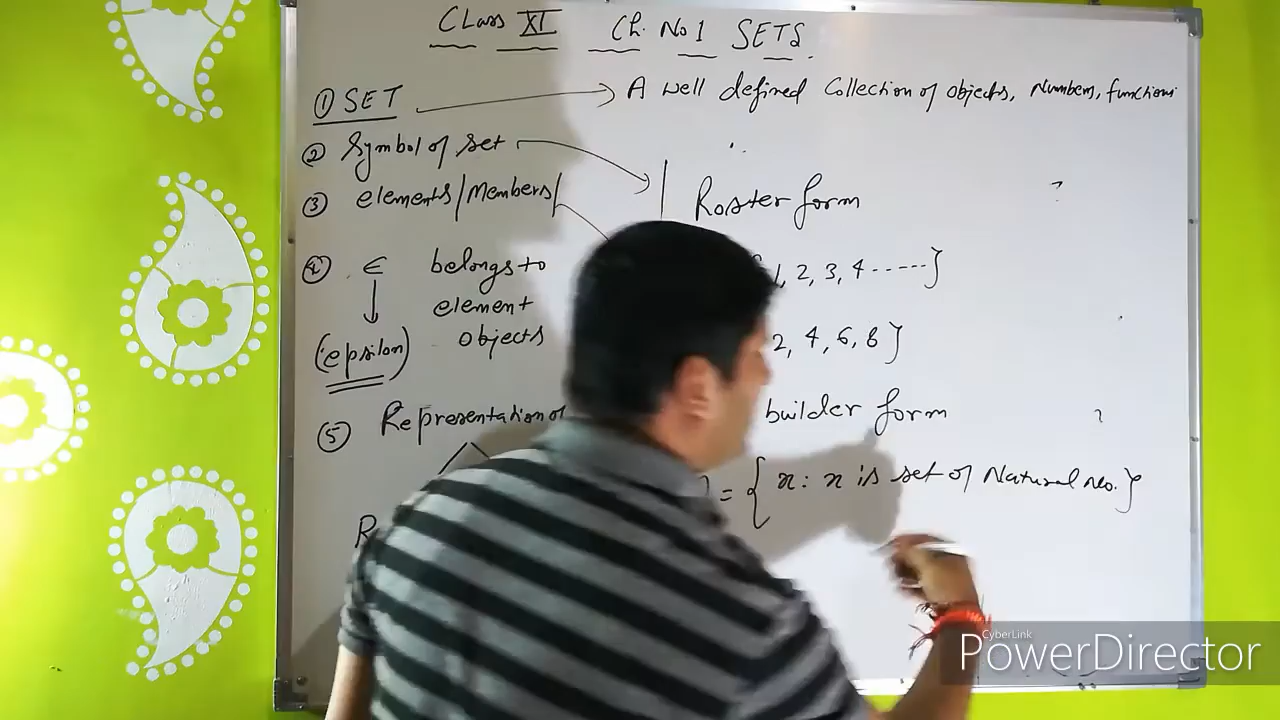 Class XI Ch. No 1 SETS
① SET A well defined Collection of objects, Numbers, functions
② Symbol of set
③ elements/Members/
Roster form
④ ∈ belongs to
1, 2, 3, 4 ------}
element
(epsilon) objects
2, 4, 6, 8 }
⑤ Representation of
builder form
= { x : x is set of Natural no. }
R
CyberLink
PowerDirector